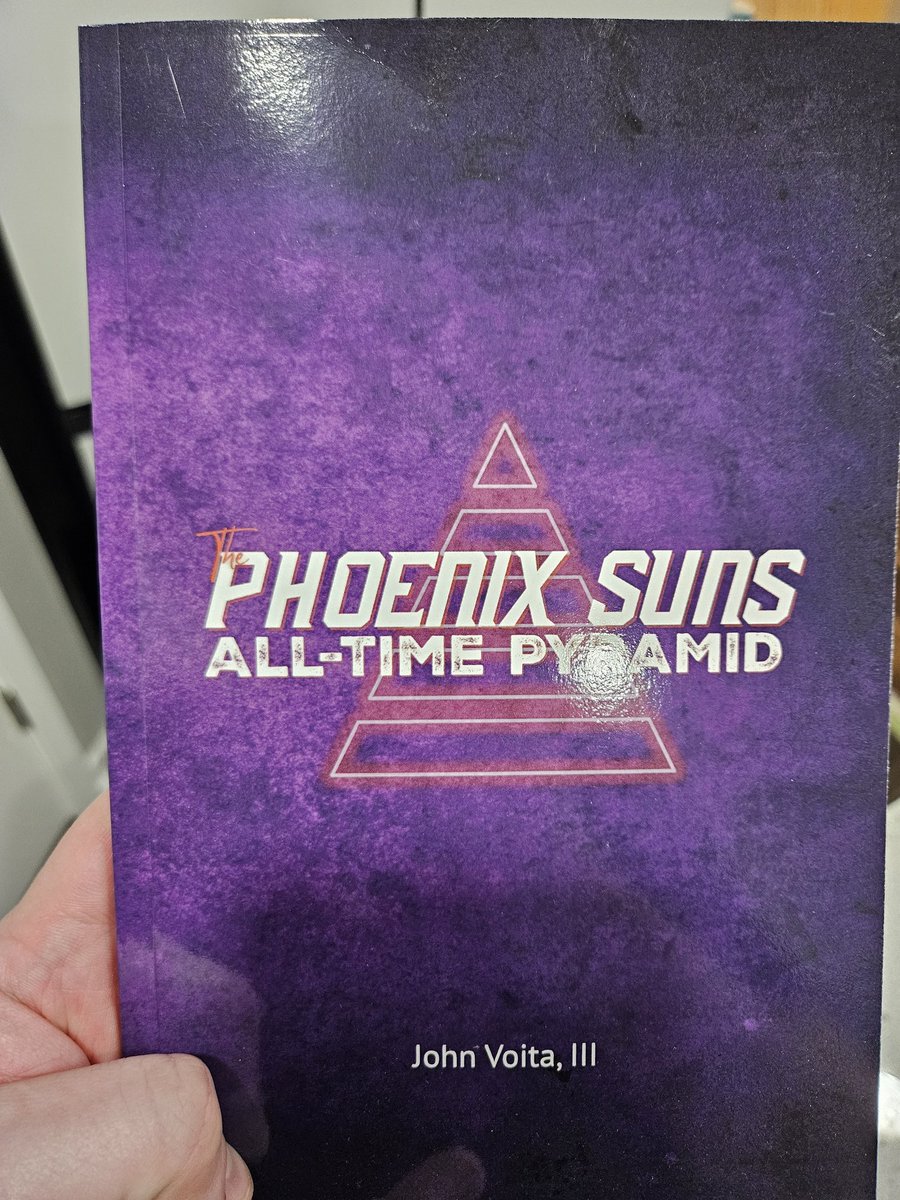 The
PHOENIX SUNS
ALL-TIME PYRAMID
John Voita, III